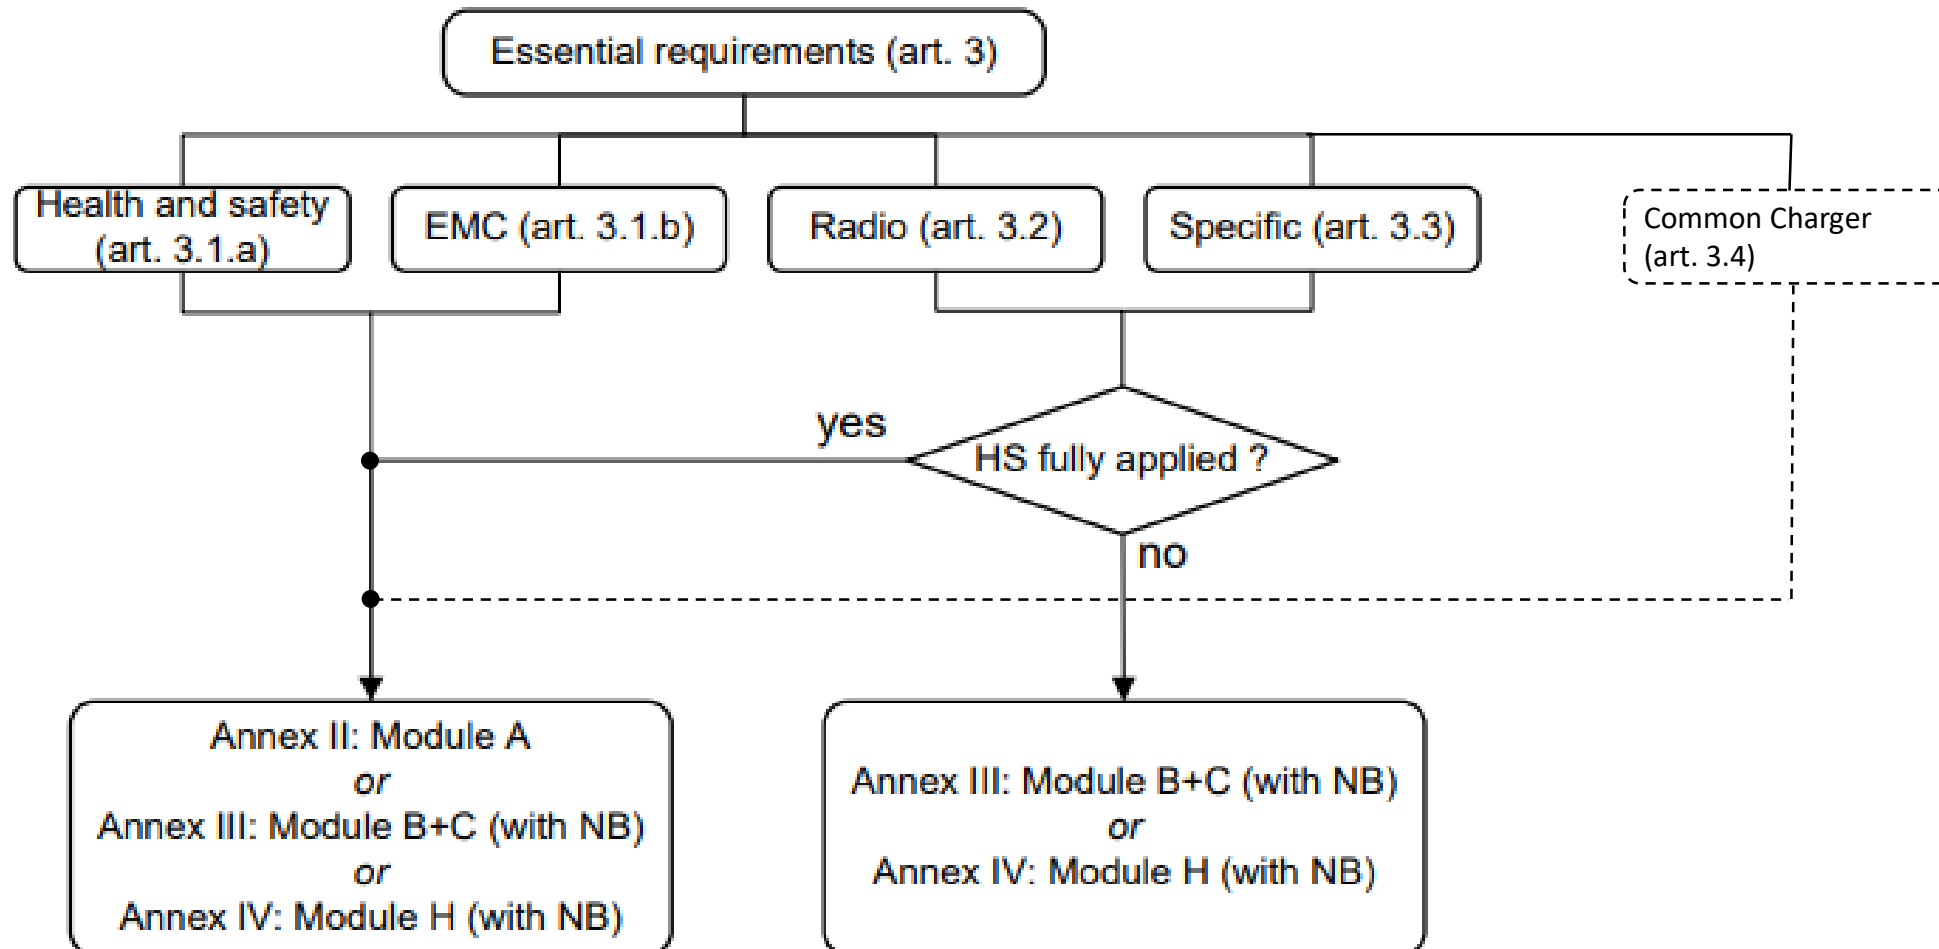 Essential requirements (art. 3)
Health and safety
(art. 3.1.a)
EMC (art. 3.1.b)
Radio (art. 3.2)
Specific (art. 3.3)
Common Charger
(art. 3.4)
yes
HS fully applied ?
no
Annex II: Module A
or
Annex III: Module B+C (with NB)
or
Annex IV: Module H (with NB)
Annex III: Module B+C (with NB)
or
Annex IV: Module H (with NB)